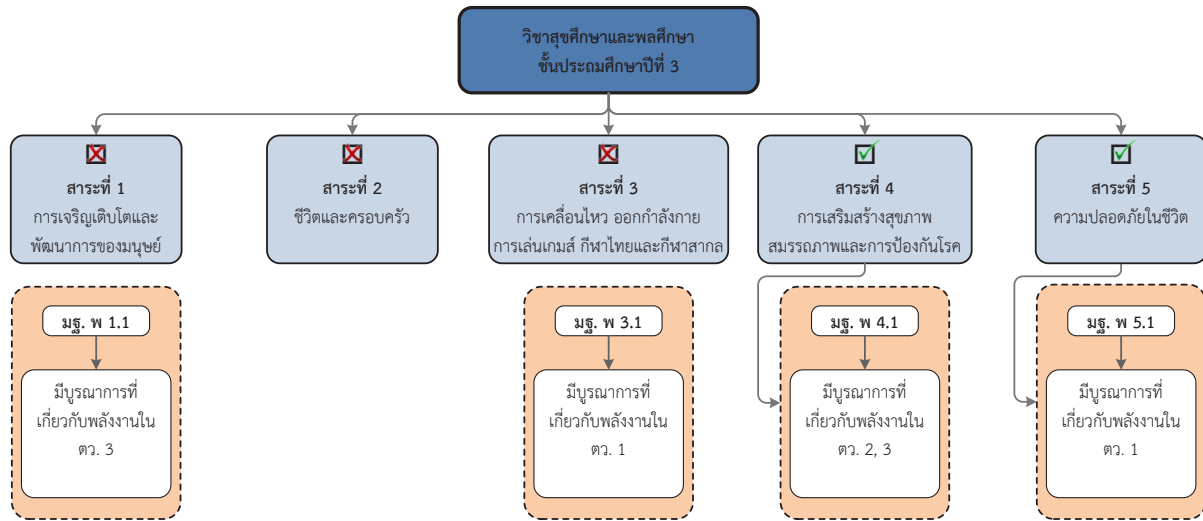 วิชาสุขศึกษาและพลศึกษา
ชั้นประถมศึกษาปีที่ 3
สาระที่ 1
การเจริญเติบโตและ
พัฒนาการของมนุษย์
สาระที่ 2
ชีวิตและครอบครัว
สาระที่ 3
การเคลื่อนไหว ออกกำลังกาย
การเล่นเกมส์ กีฬาไทยและกีฬาสากล
สาระที่ 4
การเสริมสร้างสุขภาพ
สมรรถภาพและการป้องกันโรค
สาระที่ 5
ความปลอดภัยในชีวิต
มฐ. พ 1.1
มีบูรณาการที่
เกี่ยวกับพลังงานใน
ตว. 3
มฐ. พ 3.1
มีบูรณาการที่
เกี่ยวกับพลังงานใน
ตว. 1
มฐ. พ 4.1
มีบูรณาการที่
เกี่ยวกับพลังงานใน
ตว. 2, 3
มฐ. พ 5.1
มีบูรณาการที่
เกี่ยวกับพลังงานใน
ตว. 1